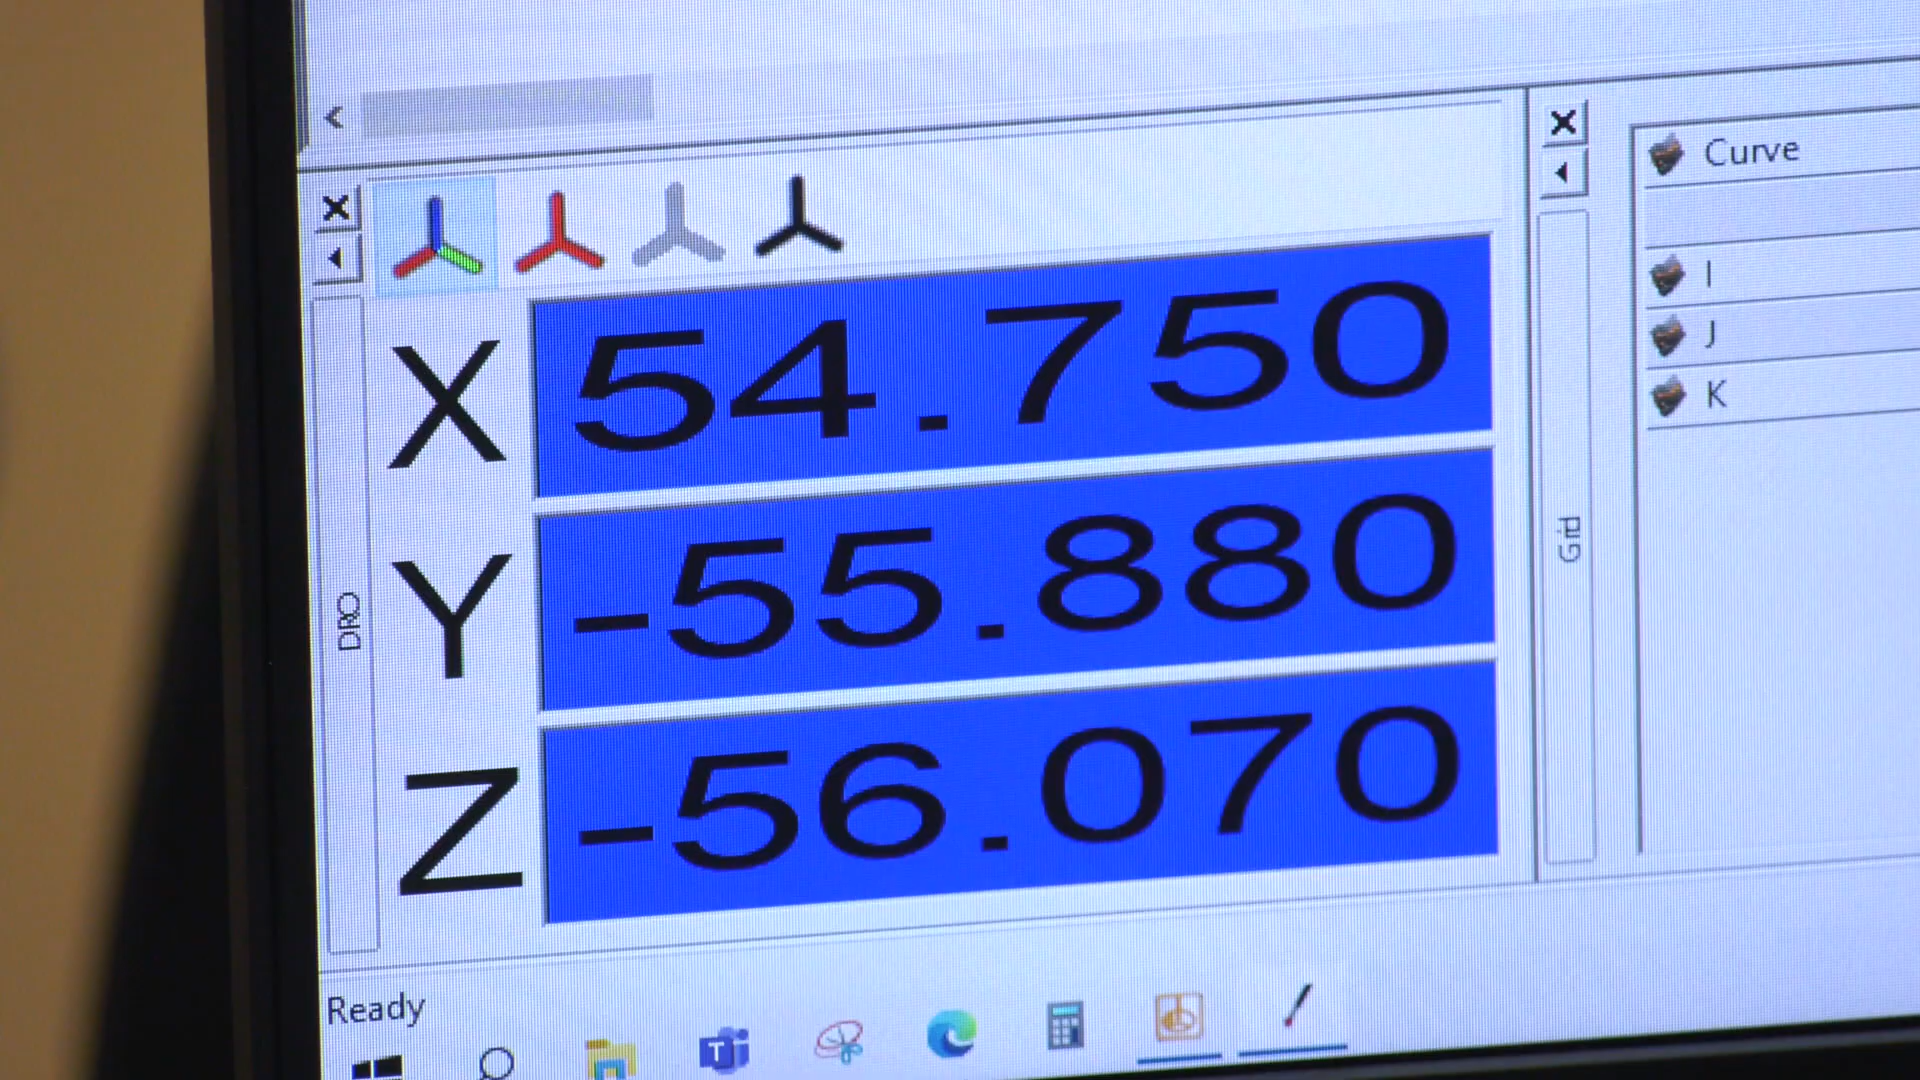 X 54.750
Y -55.880
Z -56.070
DRO
Grid
Curve
I
J
K
Ready
T